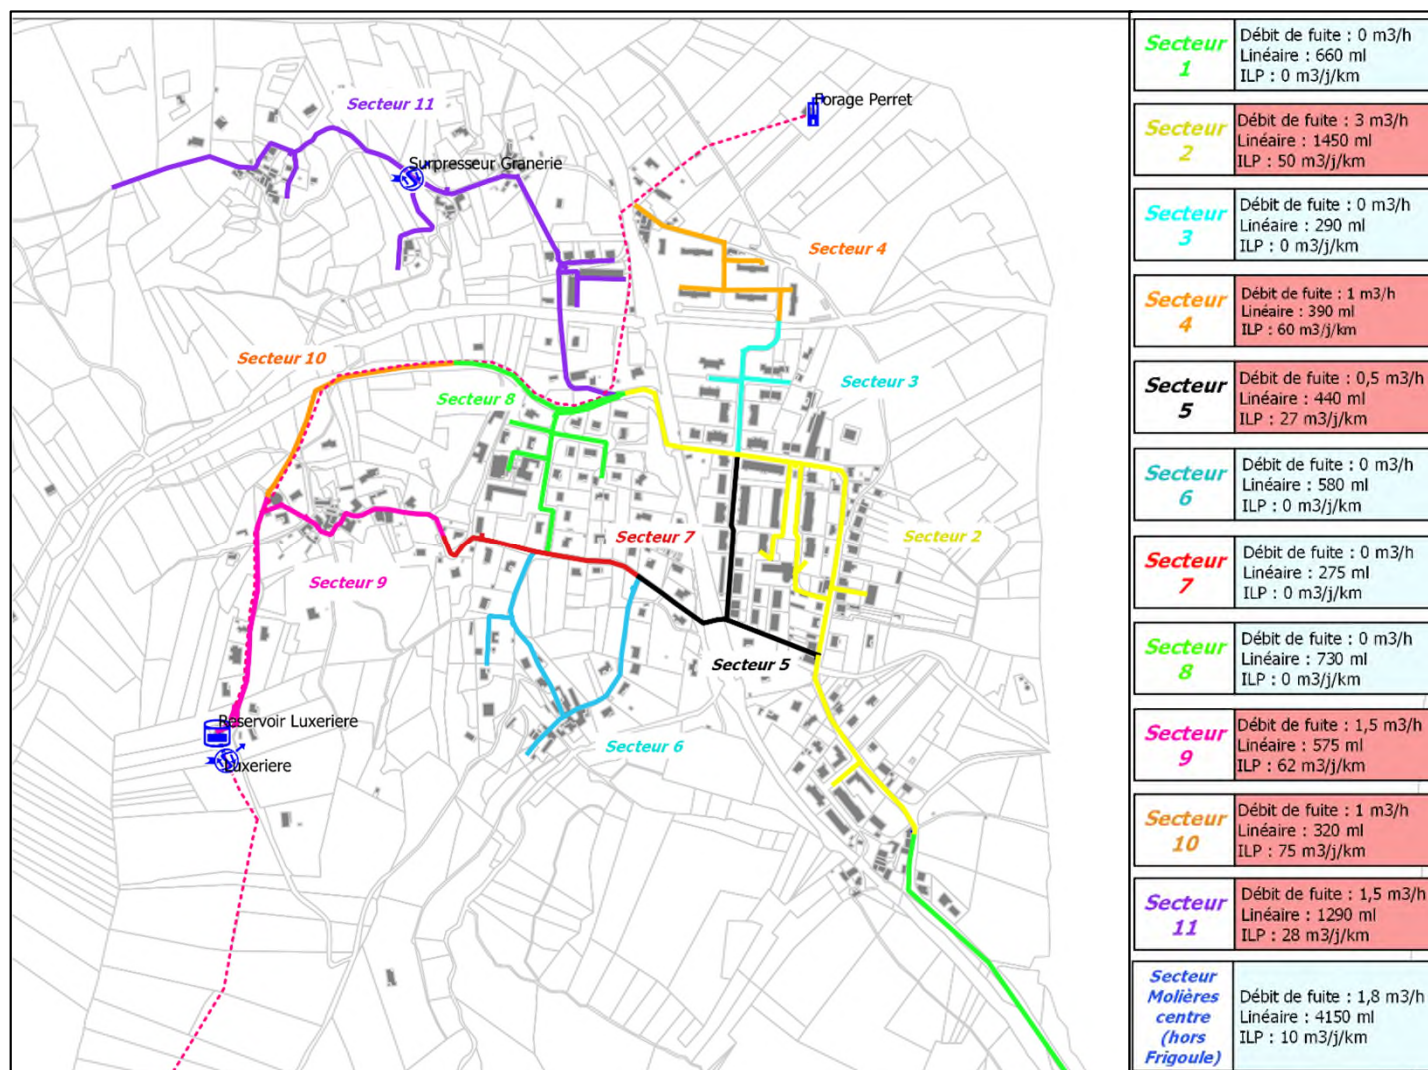 Secteur 11
Forage Perret
Surpresseur Granerie
Secteur 4
Secteur 10
Secteur 3
Secteur 8
Secteur 7
Secteur 2
Secteur 9
Secteur 5
Reservoir Luxeriere
Secteur 6
Luxeriere
Secteur
1
Débit de fuite : 0 m3/h
Linéaire : 660 ml
ILP : 0 m3/j/km
Secteur
2
Débit de fuite : 3 m3/h
Linéaire : 1450 ml
ILP : 50 m3/j/km
Secteur
3
Débit de fuite : 0 m3/h
Linéaire : 290 ml
ILP : 0 m3/j/km
Secteur
4
Débit de fuite : 1 m3/h
Linéaire : 390 ml
ILP : 60 m3/j/km
Secteur
5
Débit de fuite : 0,5 m3/h
Linéaire : 440 ml
ILP : 27 m3/j/km
Secteur
6
Débit de fuite : 0 m3/h
Linéaire : 580 ml
ILP : 0 m3/j/km
Secteur
7
Débit de fuite : 0 m3/h
Linéaire : 275 ml
ILP : 0 m3/j/km
Secteur
8
Débit de fuite : 0 m3/h
Linéaire : 730 ml
ILP : 0 m3/j/km
Secteur
9
Débit de fuite : 1,5 m3/h
Linéaire : 575 ml
ILP : 62 m3/j/km
Secteur
10
Débit de fuite : 1 m3/h
Linéaire : 320 ml
ILP : 75 m3/j/km
Secteur
11
Débit de fuite : 1,5 m3/h
Linéaire : 1290 ml
ILP : 28 m3/j/km
Secteur
Molières
centre
(hors
Frigoule)
Débit de fuite : 1,8 m3/h
Linéaire : 4150 ml
ILP : 10 m3/j/km